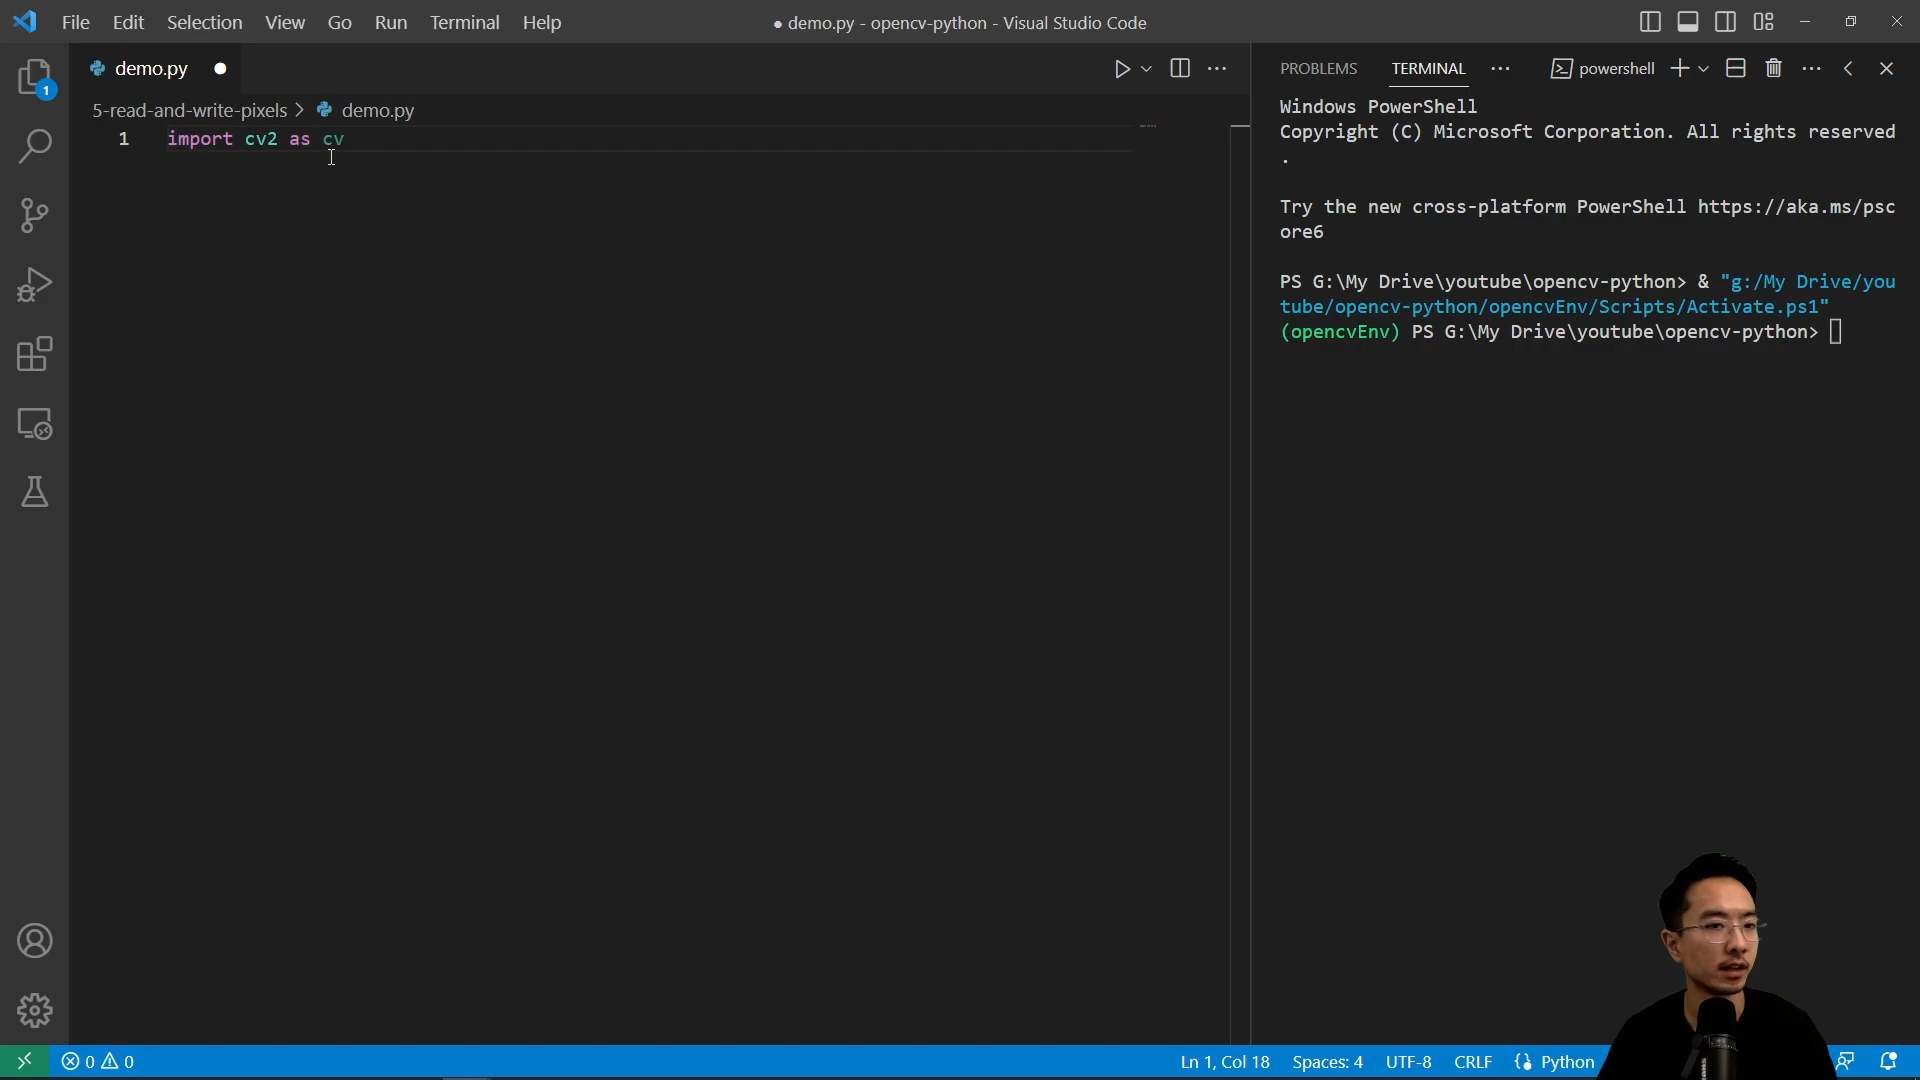 File Edit Selection View Go Run Terminal Help
● demo.py - opencv-python - Visual Studio Code
demo.py
1
5-read-and-write-pixels > demo.py
1 import cv2 as cv
PROBLEMS TERMINAL
powershell
Windows PowerShell
Copyright (C) Microsoft Corporation. All rights reserved
.
Try the new cross-platform PowerShell https://aka.ms/psc
ore6
PS G:\My Drive\youtube\opencv-python> & "g:/My Drive/you
tube/opencv-python/opencvEnv/Scripts/Activate.ps1"
(opencvEnv) PS G:\My Drive\youtube\opencv-python>
0 0
Ln 1, Col 18 Spaces: 4 UTF-8 CRLF Python